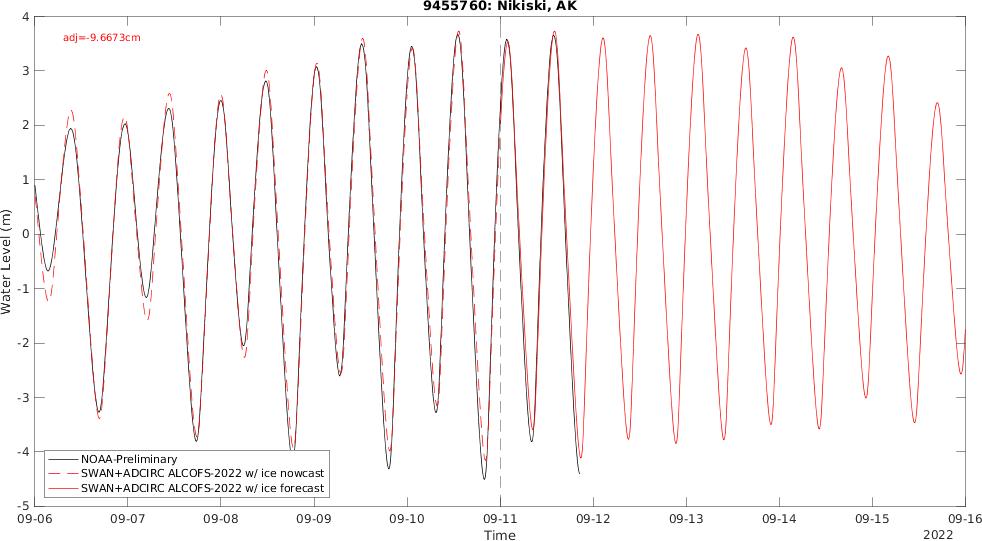 9455760: Nikiski, AK
adj=-9.6673cm
4
3
2
1
0
-1
-2
-3
-4
-5
Water Level (m)
NOAA-Preliminary
SWAN+ADCIRC ALCOFS-2022 w/ ice nowcast
SWAN+ADCIRC ALCOFS-2022 w/ ice forecast
09-06 09-07 09-08 09-09 09-10 09-11 09-12 09-13 09-14 09-15 09-16
Time
2022